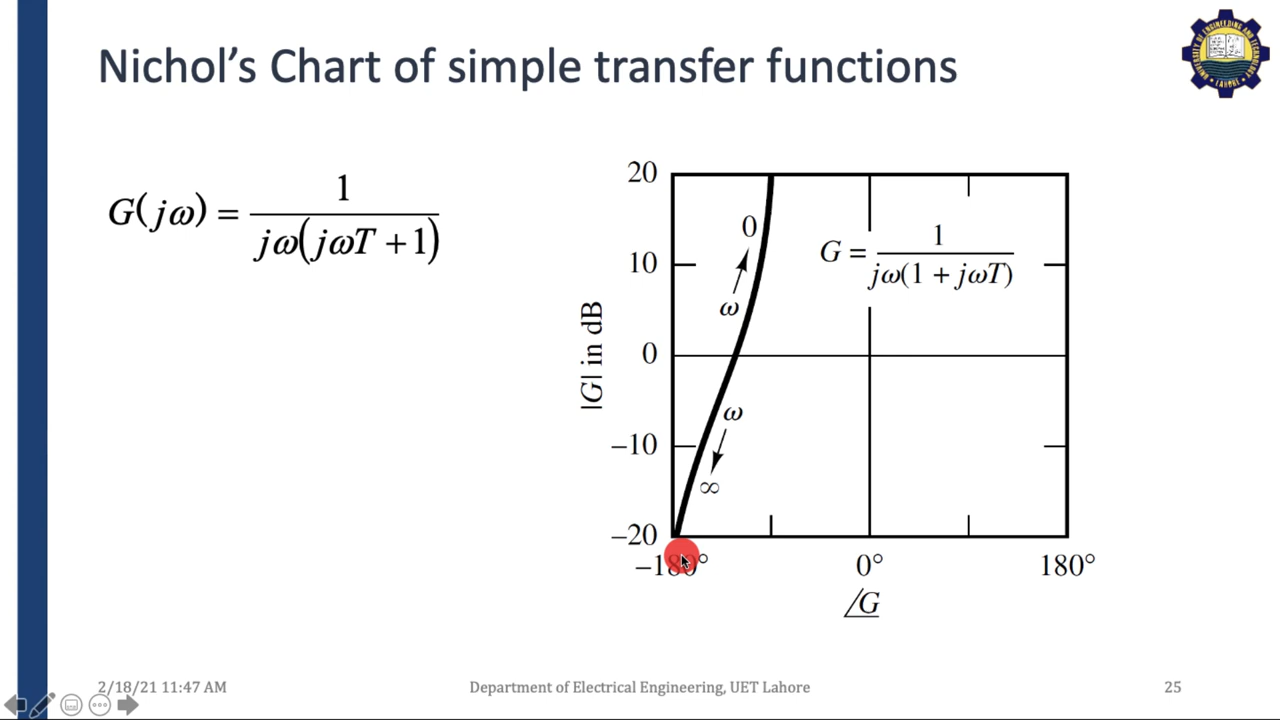 Nichol's Chart of simple transfer functions
G(jω) = 1 / jω(jωT + 1)
20
10
0
–10
–20
|G| in dB
0
ω
ω
∞
G = 1 / jω(1 + jωT)
–180°
0°
180°
∠G
2/18/21 11:47 AM
Department of Electrical Engineering, UET Lahore
25